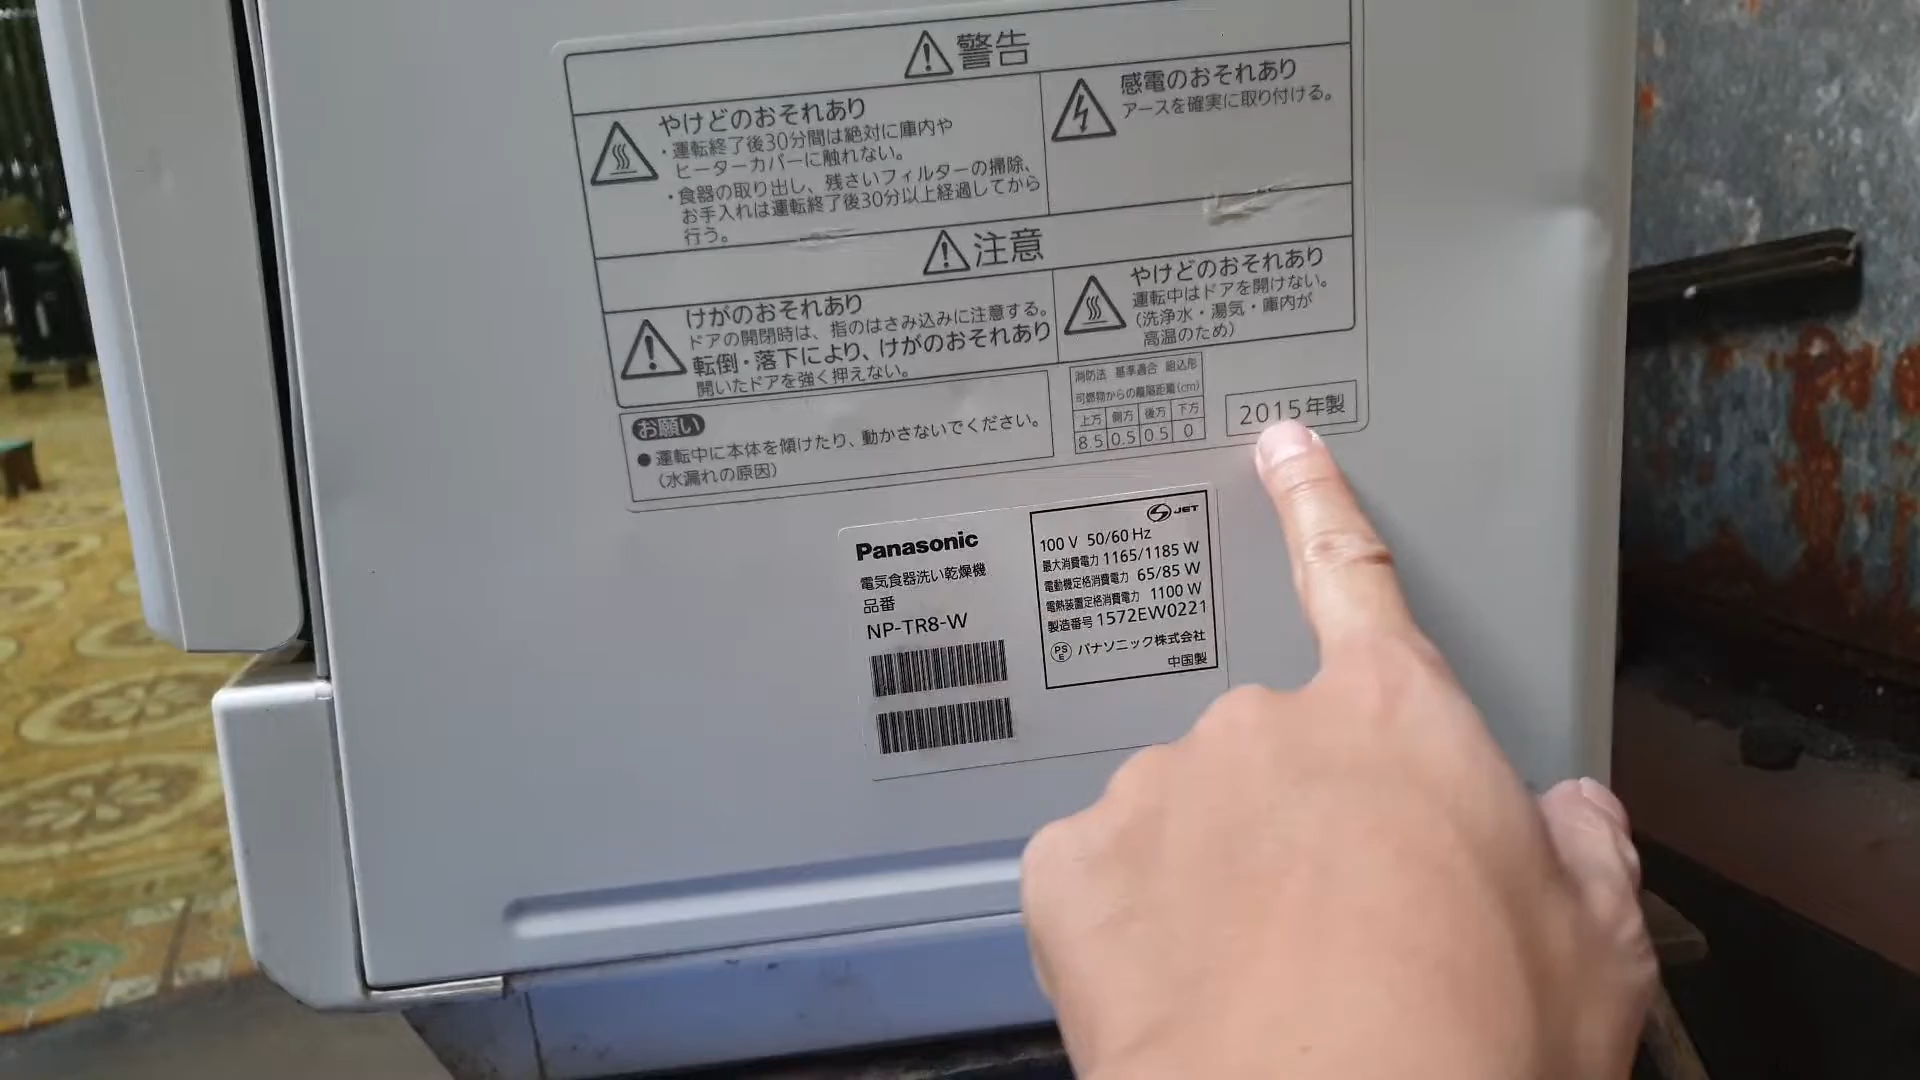 警告
やけどのおそれあり
・運転終了後30分間は絶対に庫内や
ヒーターカバーに触れない。
・食器の取り出し、残さいフィルターの掃除、
お手入れは運転終了後30分以上経過してから
行う。
感電のおそれあり
アースを確実に取り付ける。
注意
けがのおそれあり
ドアの開閉時は、指のはさみ込みに注意する。
転倒・落下により、けがのおそれあり
開いたドアを強く押えない。
やけどのおそれあり
運転中はドアを開けない。
(洗浄水・湯気・庫内が
高温のため)
お願い
● 運転中に本体を傾けたり、動かさないでください。
(水漏れの原因)
消防法 基準適合 組込形
可燃物からの離隔距離(cm)
上方 側方 後方 下方
8.5 0.5 0.5 0
2015年製
Panasonic
電気食器洗い乾燥機
品番
NP-TR8-W
JET
100 V 50/60 Hz
最大消費電力 1165/1185 W
電動機定格消費電力 65/85 W
電熱装置定格消費電力 1100 W
製造番号 1572EW0221
PS E パナソニック株式会社
中国製